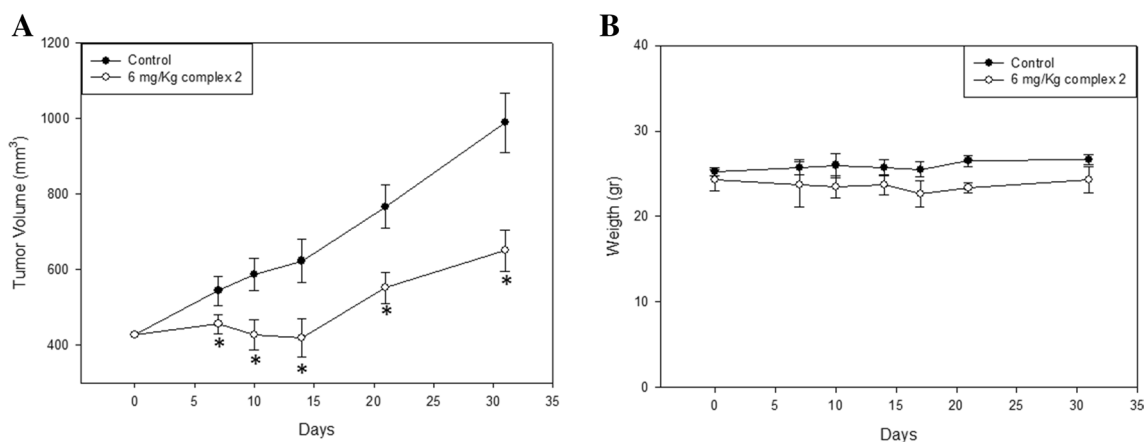 A
1200
1000
800
600
400
Tumor Volume (mm³)
Control
6 mg/Kg complex 2
*
*
*
*
*
0 5 10 15 20 25 30 35
Days
B
40
30
20
10
0
Weigth (gr)
Control
6 mg/Kg complex 2
0 5 10 15 20 25 30 35
Days